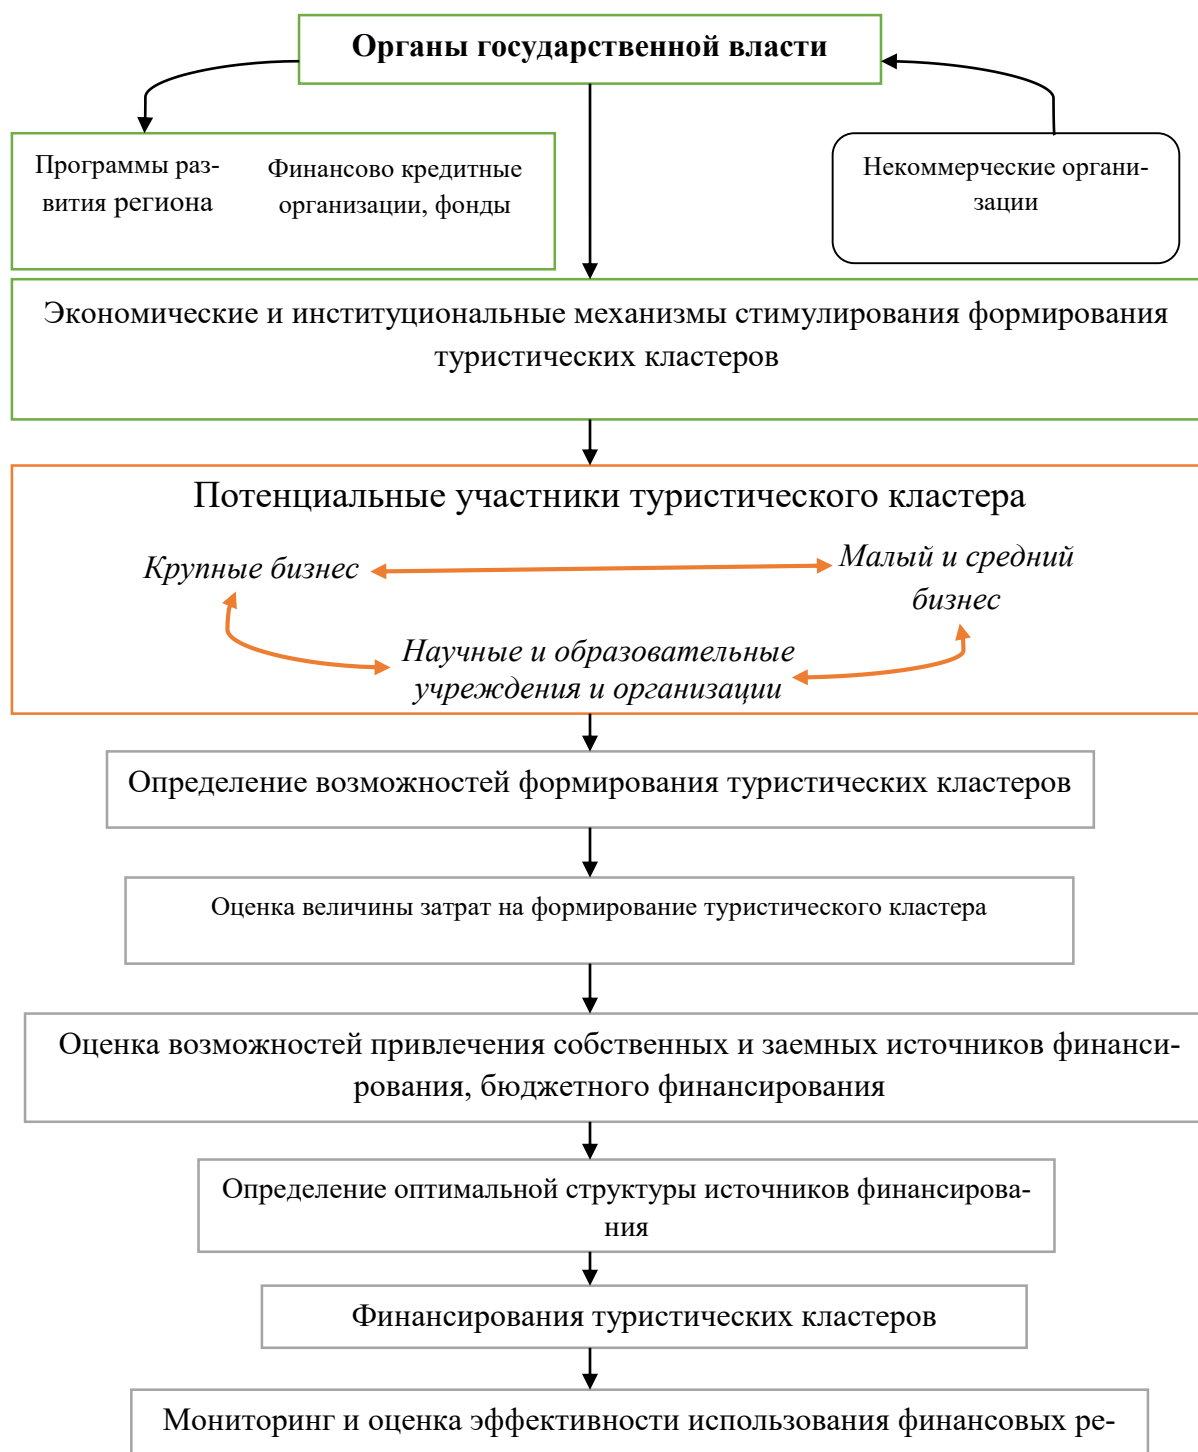 Органы государственной власти
Программы раз-
вития региона
Финансово кредитные
организации, фонды
Некоммерческие органи-
зации
Экономические и институциональные механизмы стимулирования формирования
туристических кластеров
Потенциальные участники туристического кластера
Крупные бизнес
Малый и средний
бизнес
Научные и образовательные
учреждения и организации
Определение возможностей формирования туристических кластеров
Оценка величины затрат на формирование туристического кластера
Оценка возможностей привлечения собственных и заемных источников финанси-
рования, бюджетного финансирования
Определение оптимальной структуры источников финансирова-
ния
Финансирования туристических кластеров
Мониторинг и оценка эффективности использования финансовых ре-